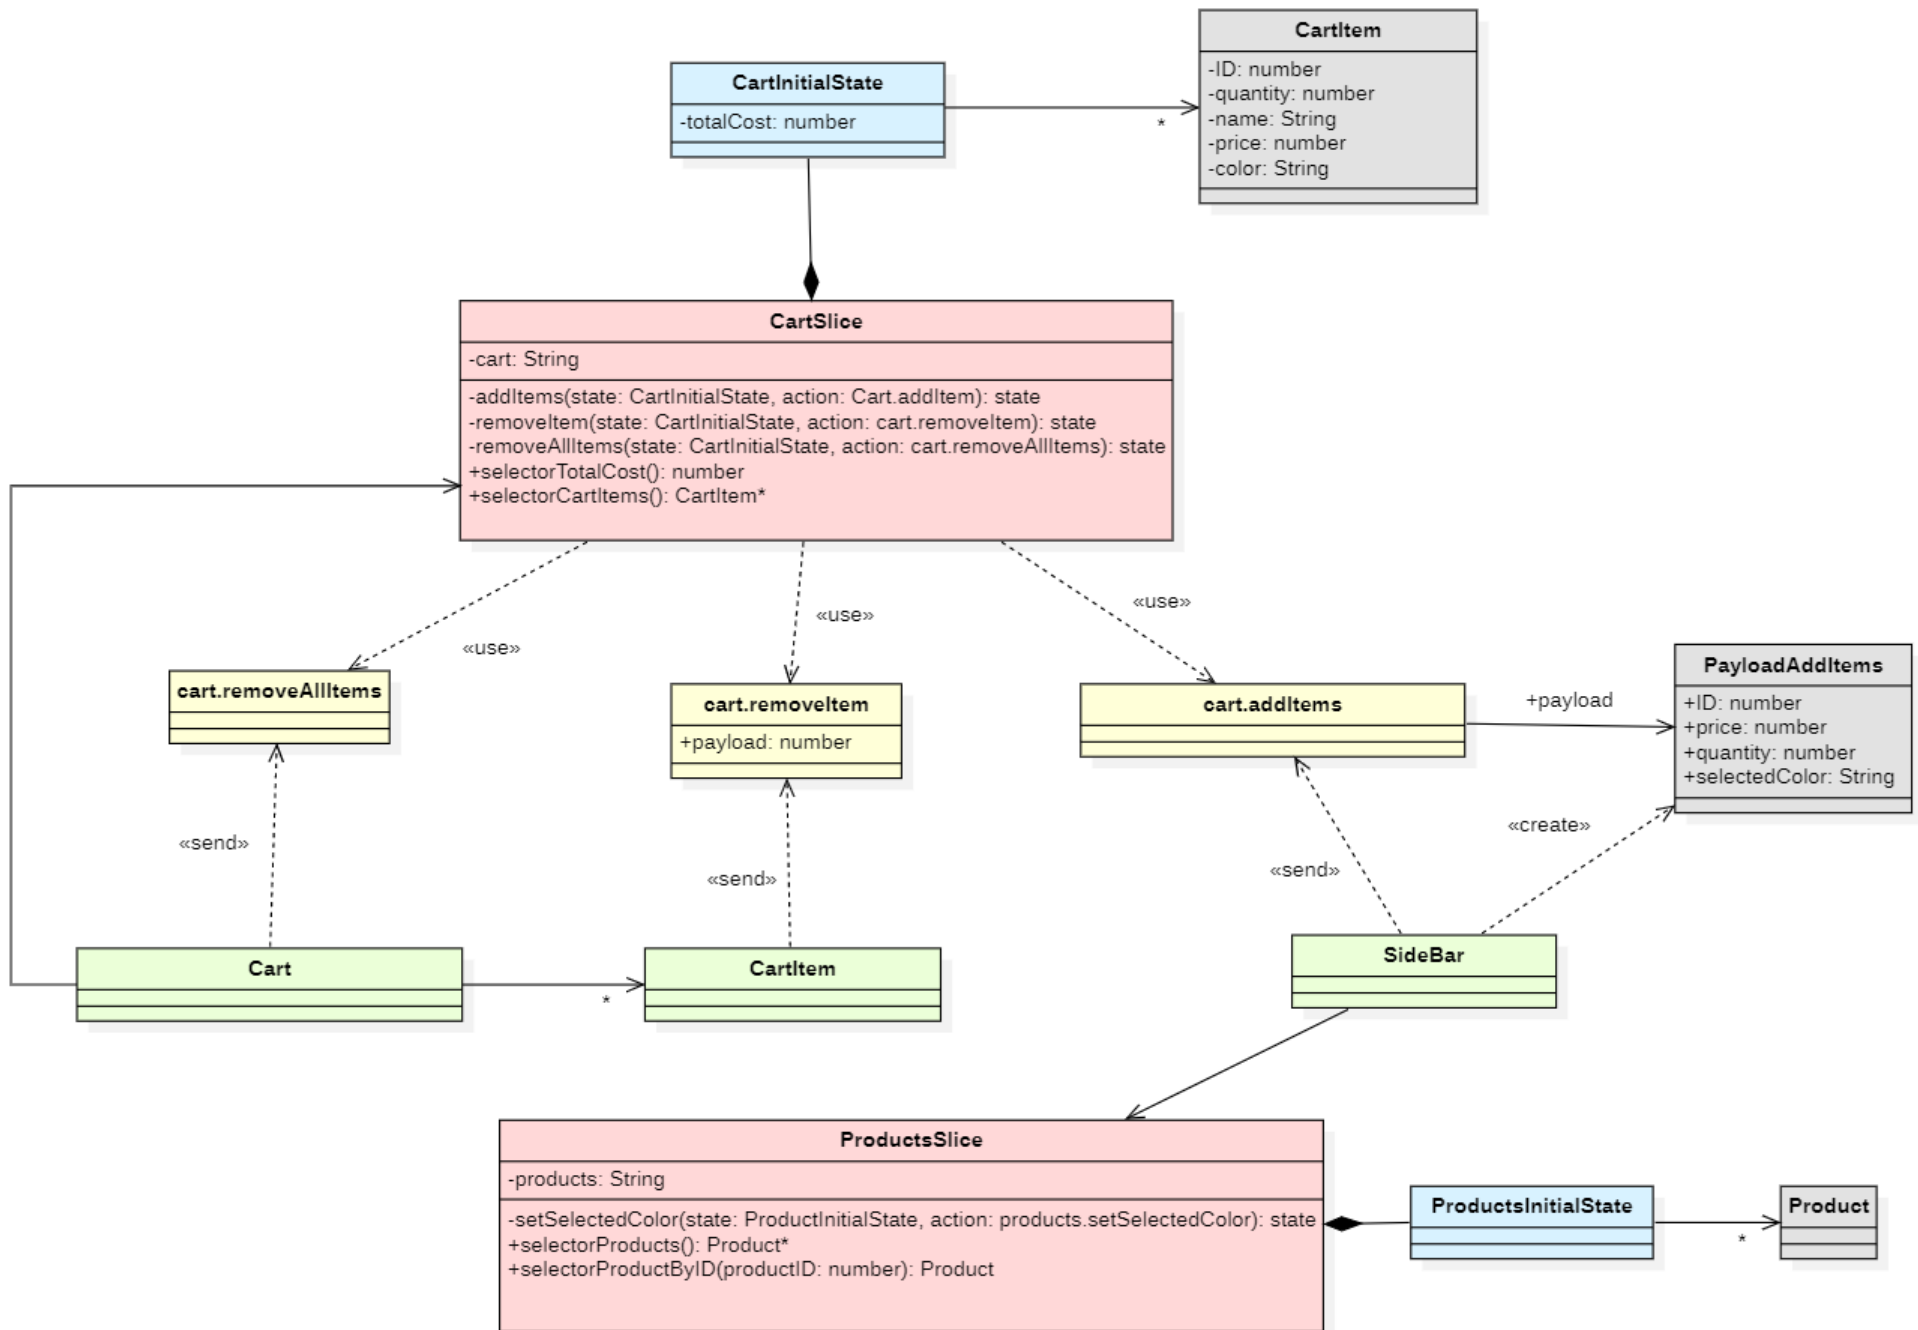 CartItem
-ID: number
-quantity: number
-name: String
-price: number
-color: String
CartInitialState
-totalCost: number
*
CartSlice
-cart: String
-addItems(state: CartInitialState, action: Cart.addItem): state
-removeItem(state: CartInitialState, action: cart.removeItem): state
-removeAllItems(state: CartInitialState, action: cart.removeAllItems): state
+selectorTotalCost(): number
+selectorCartItems(): CartItem*
«use»
«use»
«use»
cart.removeAllItems
cart.removeItem
+payload: number
cart.addItems
+payload
PayloadAddItems
+ID: number
+price: number
+quantity: number
+selectedColor: String
«send»
«send»
«send»
«create»
Cart
*
CartItem
SideBar
ProductsSlice
-products: String
-setSelectedColor(state: ProductInitialState, action: products.setSelectedColor): state
+selectorProducts(): Product*
+selectorProductByID(productID: number): Product
ProductsInitialState
*
Product